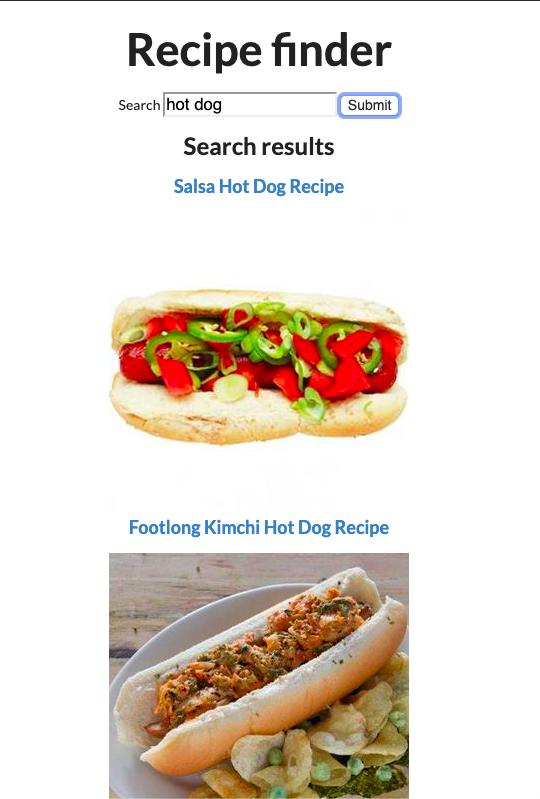 Recipe finder
Search hot dog Submit
Search results
Salsa Hot Dog Recipe
Footlong Kimchi Hot Dog Recipe